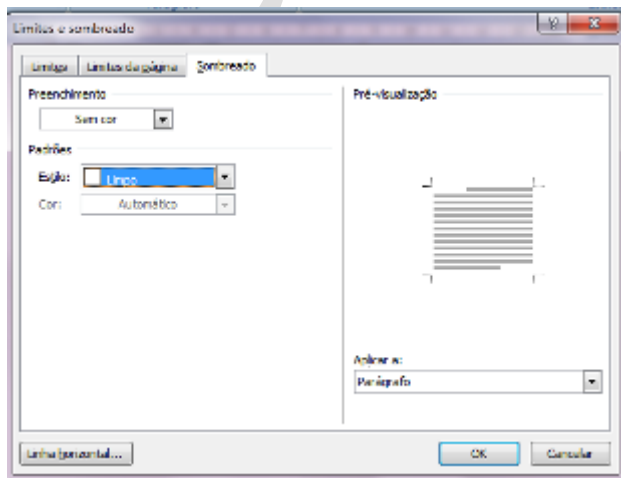 Limites e sombreado
Limites
Limites da página
Sombreado
Preenchimento
Sem cor
Padrões
Estilo:
Limpo
Cor:
Automático
Pré-visualização
Aplicar a:
Parágrafo
Linha horizontal...
OK
Cancelar